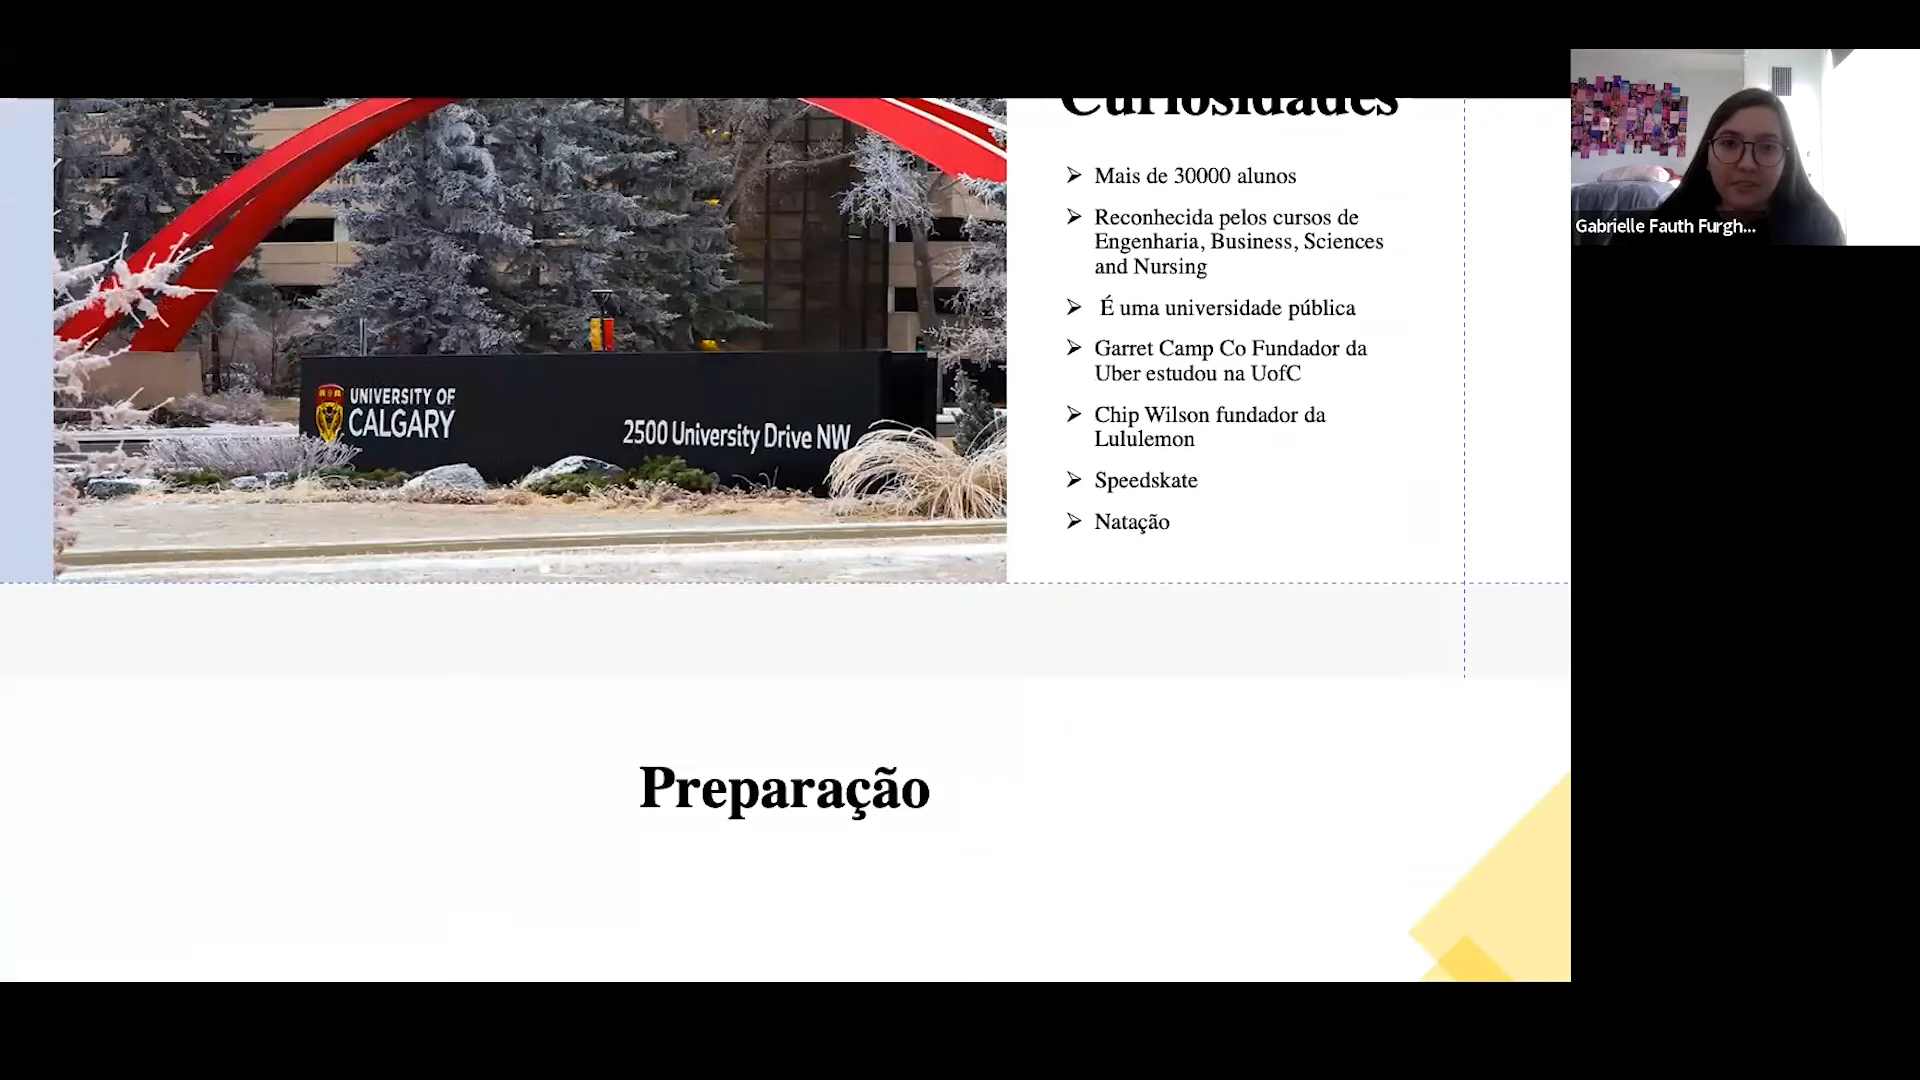 Curiosidades
Mais de 30000 alunos
Reconhecida pelos cursos de
Engenharia, Business, Sciences
and Nursing
É uma universidade pública
Garret Camp Co Fundador da
Uber estudou na UofC
Chip Wilson fundador da
Lululemon
Speedskate
Natação
UNIVERSITY OF
CALGARY
2500 University Drive NW
Preparação
Gabrielle Fauth Furgh...